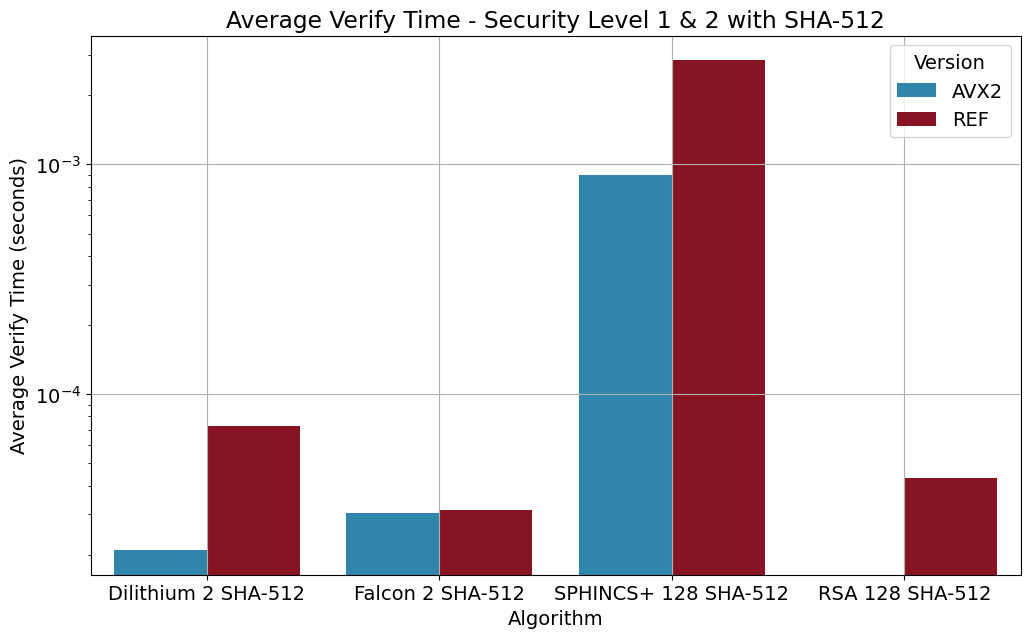 Average Verify Time - Security Level 1 & 2 with SHA-512
Version
AVX2
REF
Average Verify Time (seconds)
10⁻³
10⁻⁴
Dilithium 2 SHA-512
Falcon 2 SHA-512
SPHINCS+ 128 SHA-512
RSA 128 SHA-512
Algorithm